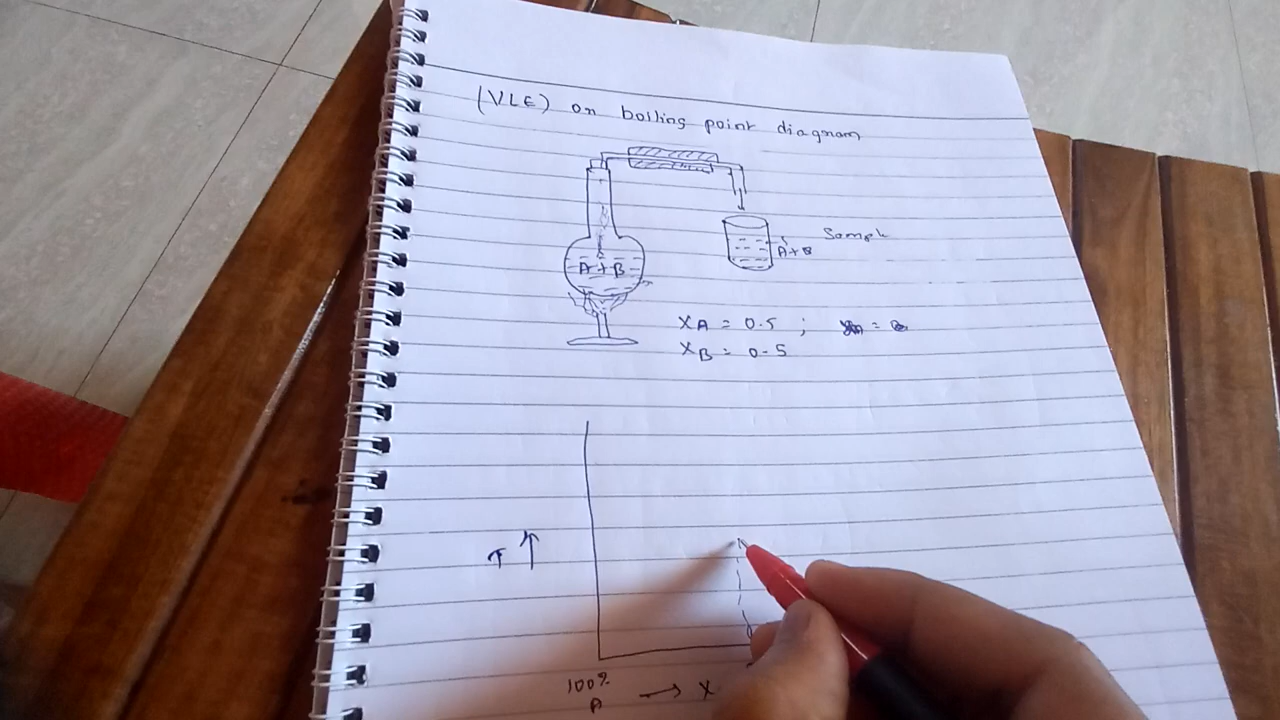 (VLE) on boiling point diagram
Sample
A+B
A+B
XA = 0.5 ;
XB = 0.5
T ↑
100%
A
→ X